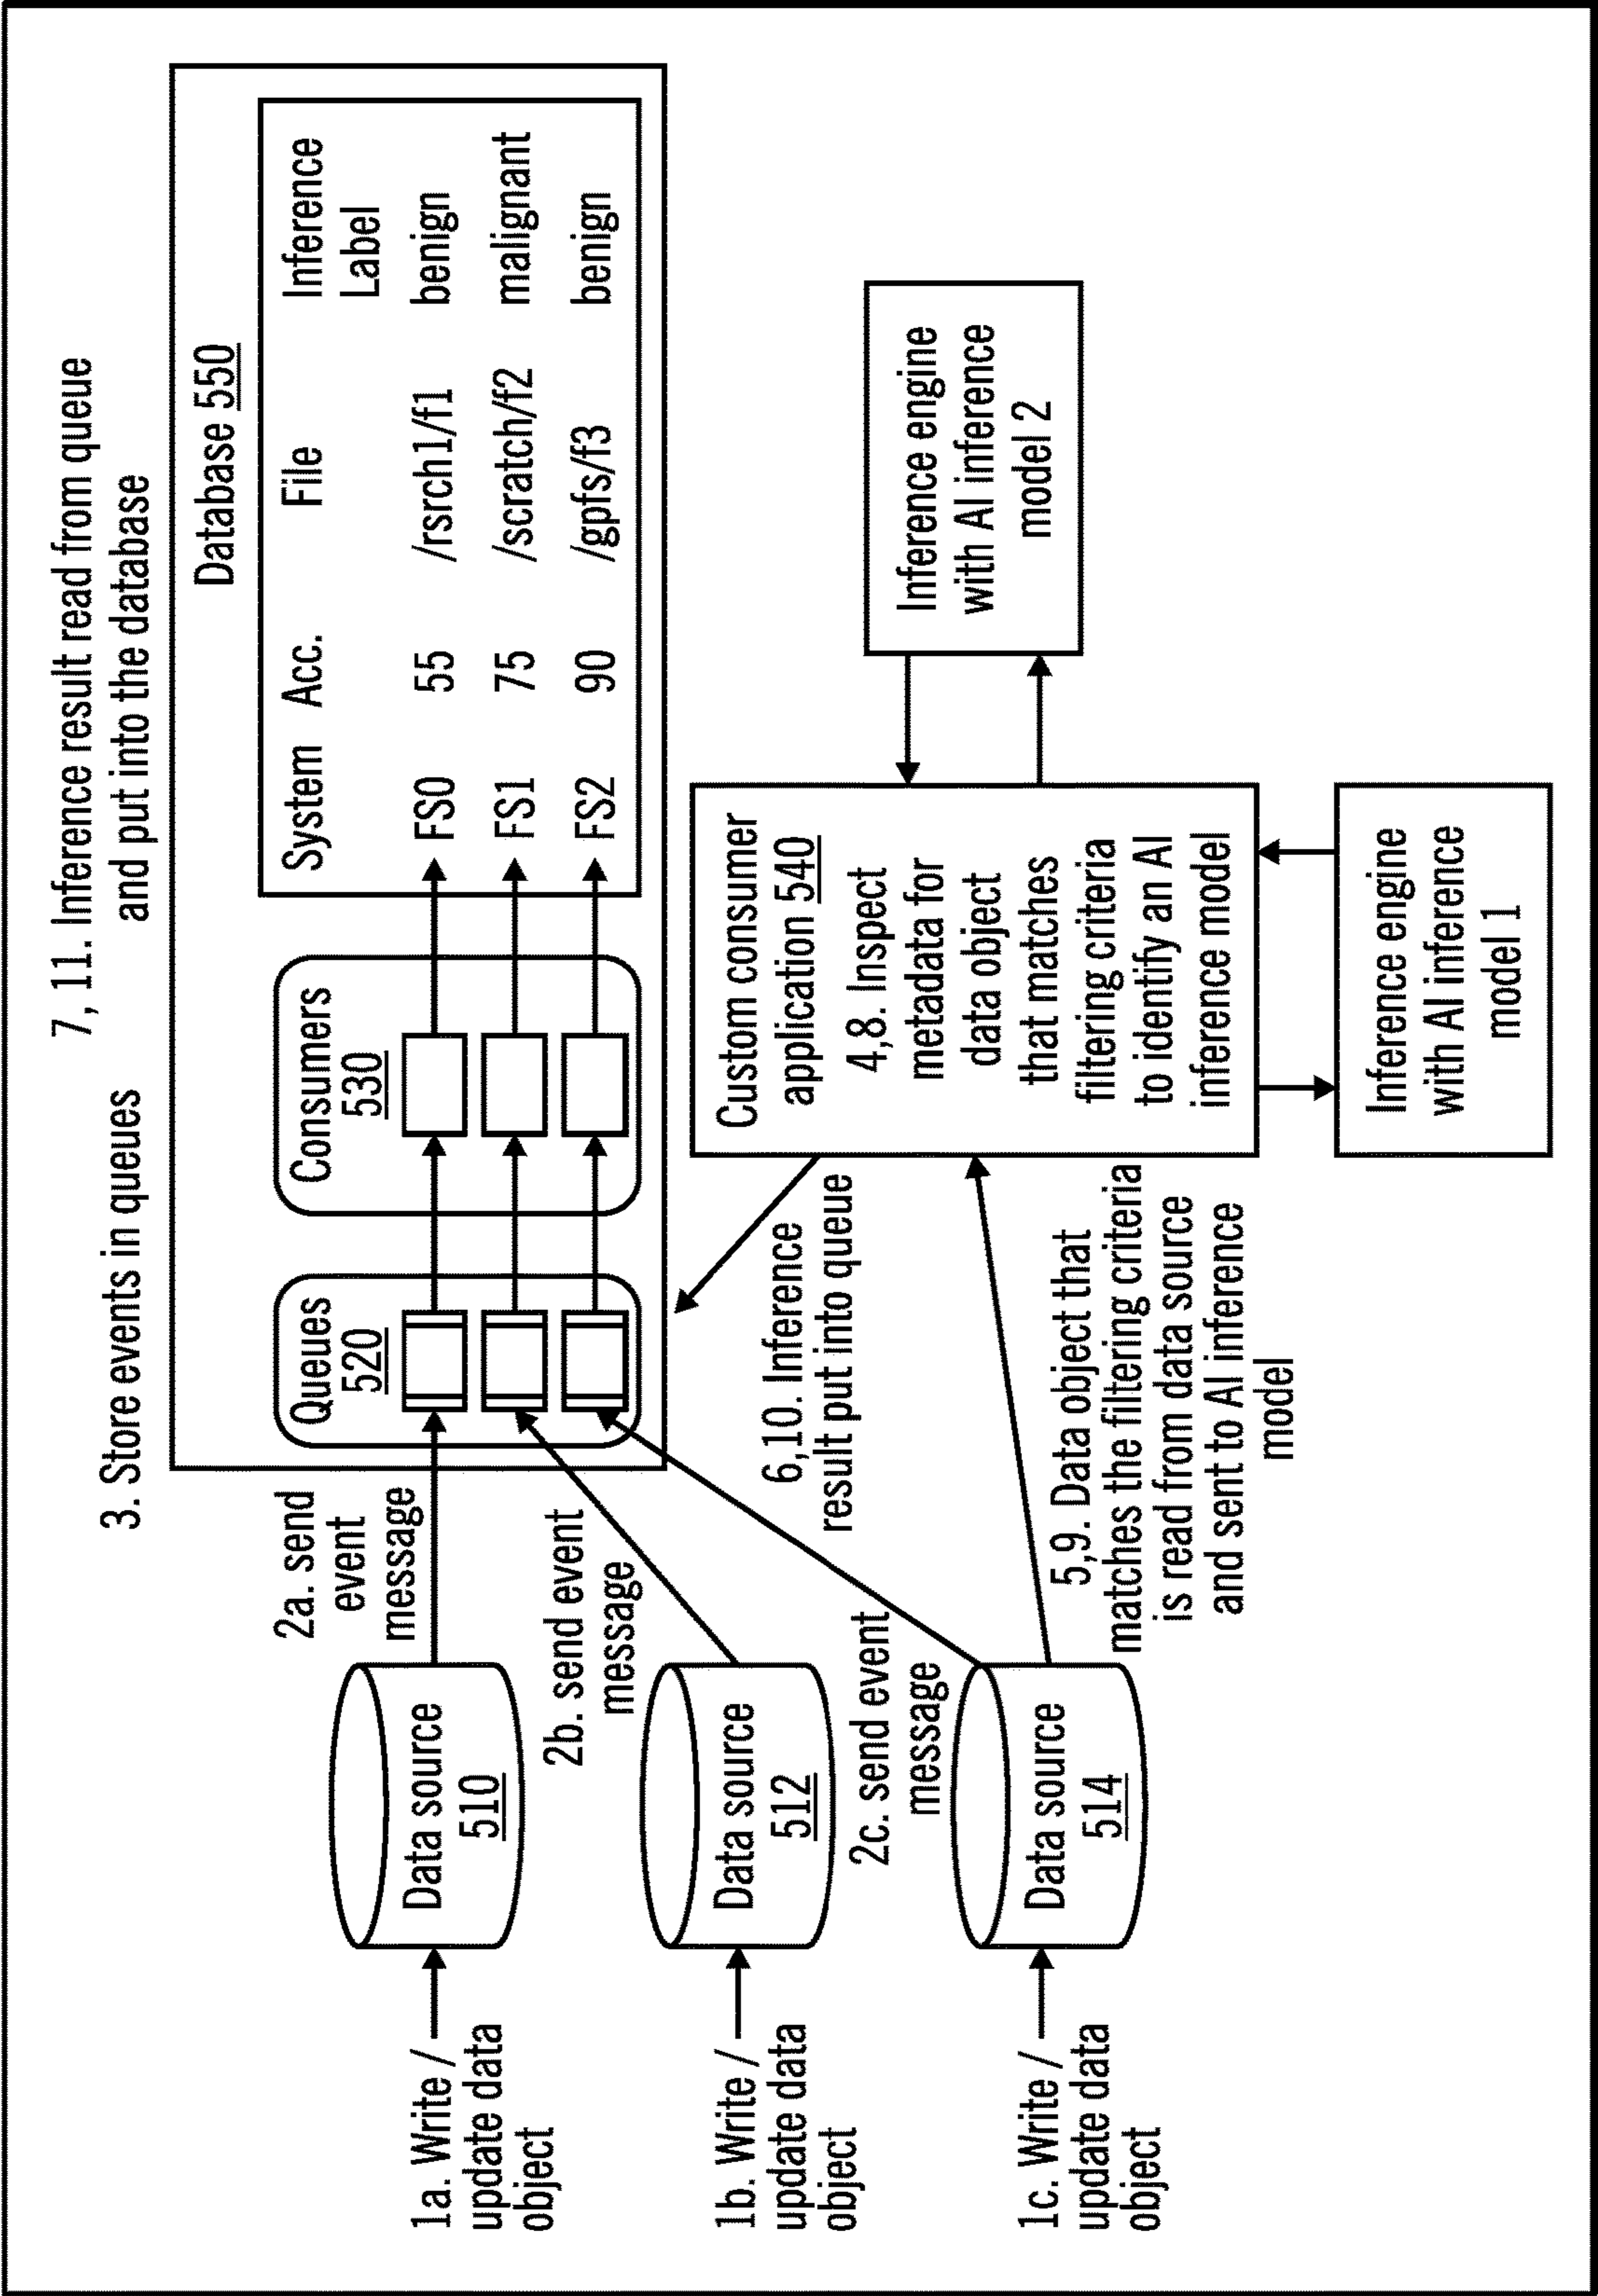 7, 11. Inference result read from queue
and put into the database
3. Store events in queues
Database 550
System Acc. File Inference
Label
FS0 55 /rsrch1/f1 benign
FS1 75 /scratch/f2 malignant
FS2 90 /gpfs/f3 benign
Consumers
530
Queues
520
2a. send
event
message
2b. send event
message
2c. send event
message
Data source
510
Data source
512
Data source
514
1a. Write /
update data
object
1b. Write /
update data
object
1c. Write /
update data
object
6,10. Inference
result put into queue
5,9. Data object that
matches the filtering criteria
is read from data source
and sent to AI inference
model
Custom consumer
application 540
4,8. Inspect
metadata for
data object
that matches
filtering criteria
to identify an AI
inference model
Inference engine
with AI inference
model 2
Inference engine
with AI inference
model 1